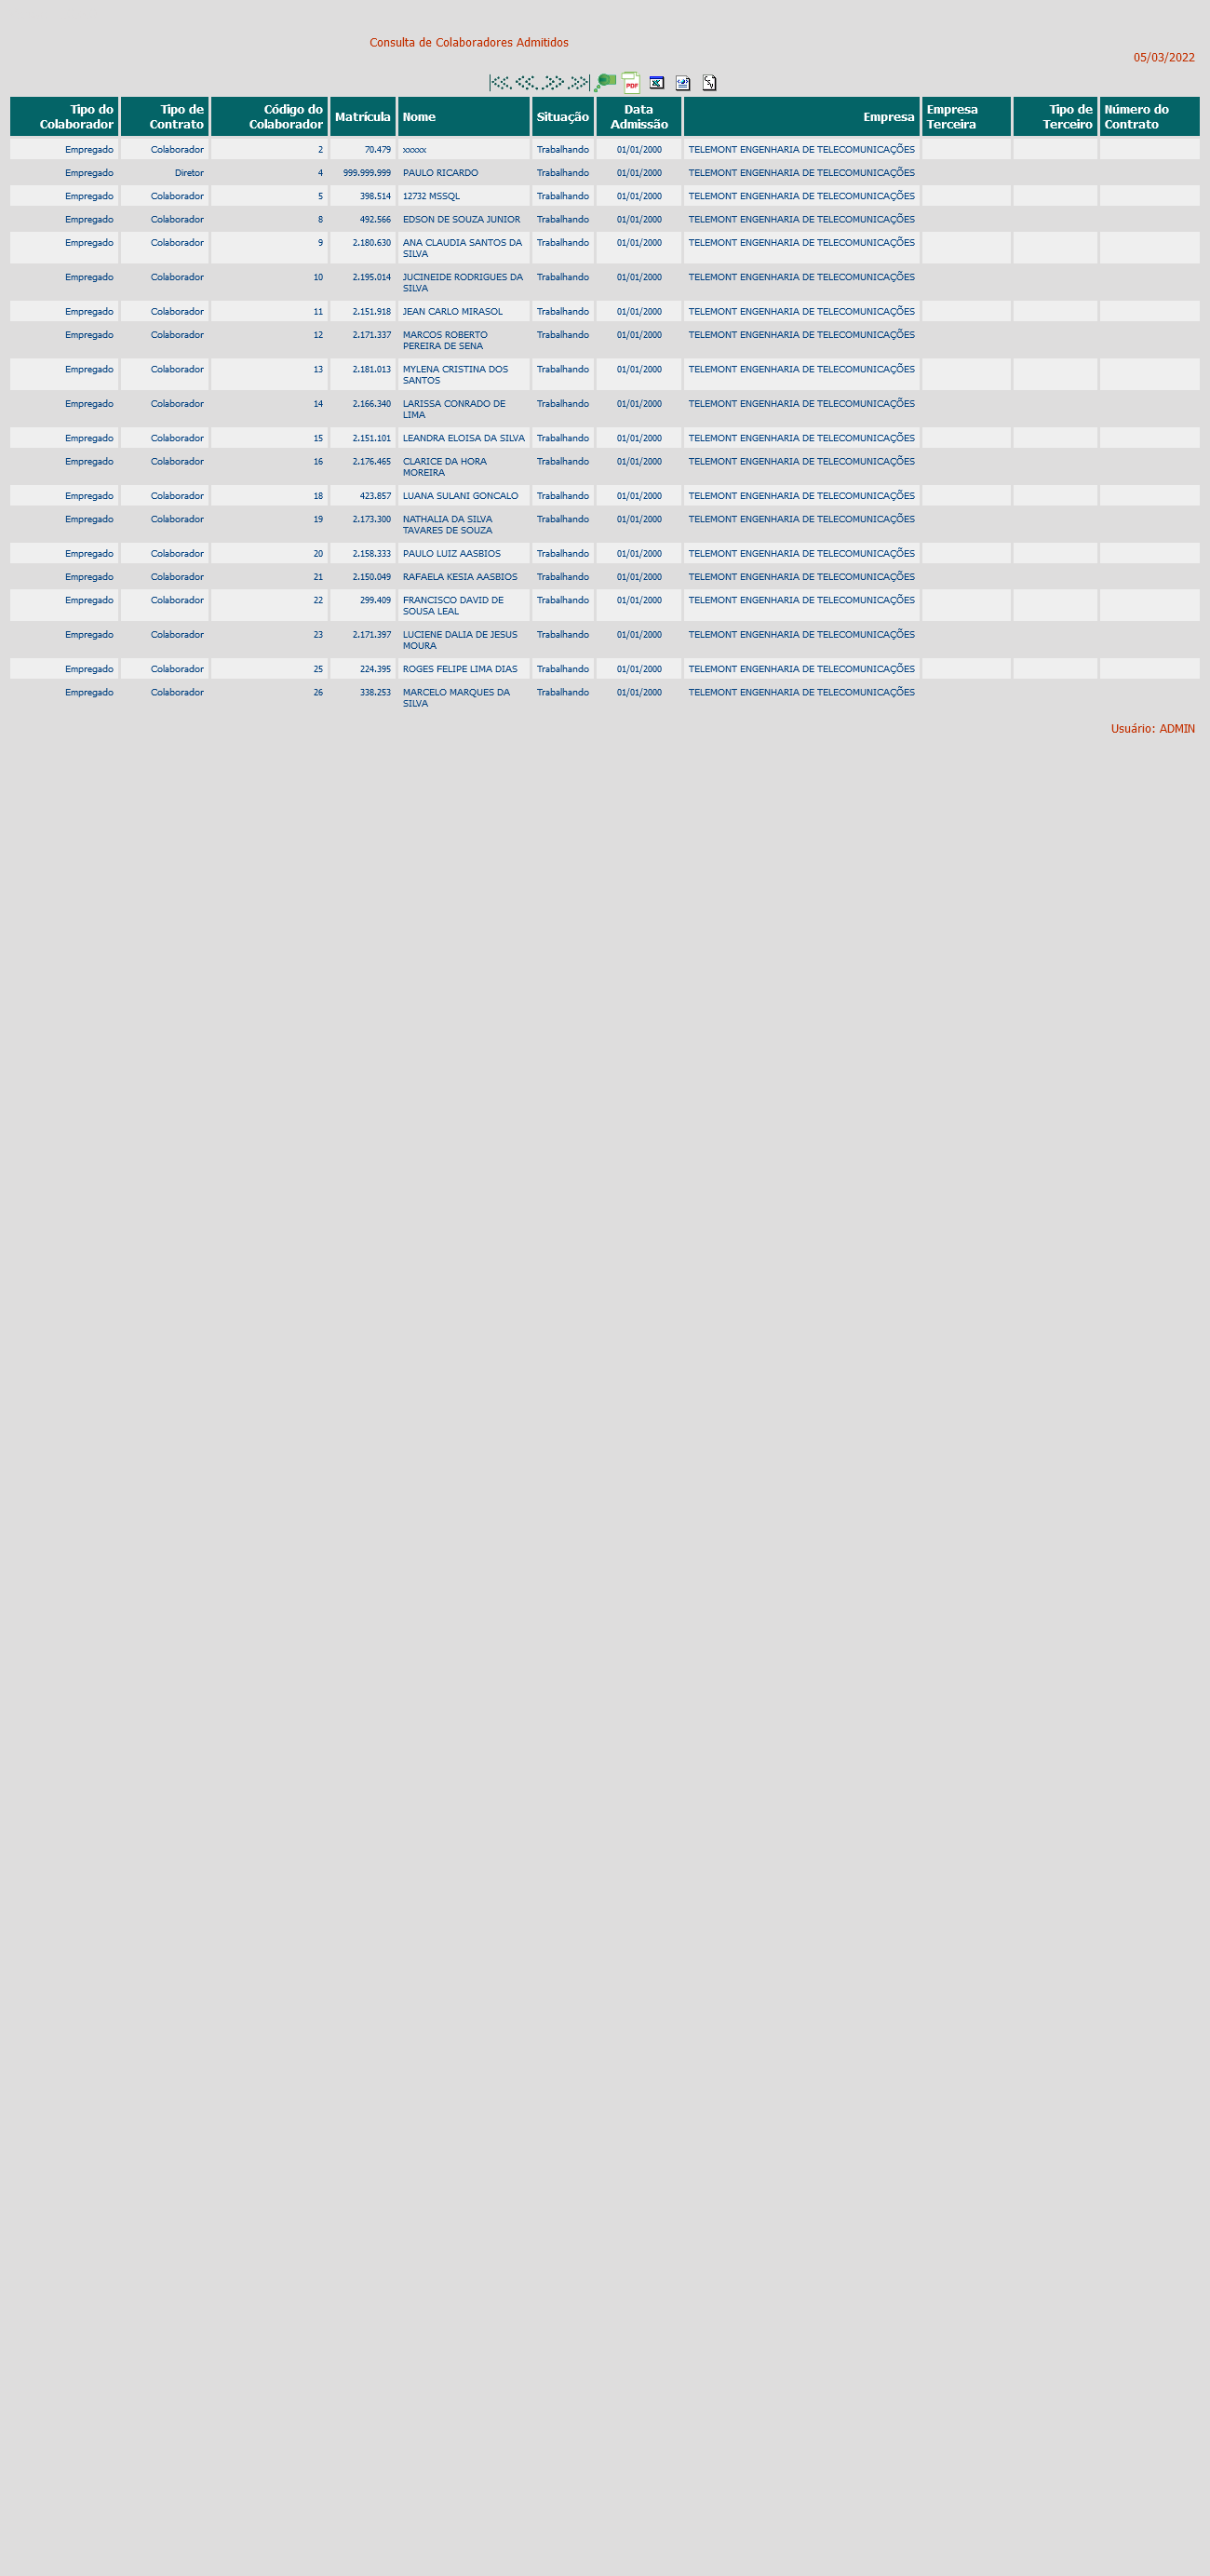 Consulta de Colaboradores Admitidos
05/03/2022
PDF
Tipo do Colaborador Tipo de Contrato Código do Colaborador Matrícula Nome Situação Data Admissão Empresa Empresa Terceira Tipo de Terceiro Número do Contrato
Empregado Colaborador 2 70.479 xxxxx Trabalhando 01/01/2000 TELEMONT ENGENHARIA DE TELECOMUNICAÇÕES
Empregado Diretor 4 999.999.999 PAULO RICARDO Trabalhando 01/01/2000 TELEMONT ENGENHARIA DE TELECOMUNICAÇÕES
Empregado Colaborador 5 398.514 12732 MSSQL Trabalhando 01/01/2000 TELEMONT ENGENHARIA DE TELECOMUNICAÇÕES
Empregado Colaborador 8 492.566 EDSON DE SOUZA JUNIOR Trabalhando 01/01/2000 TELEMONT ENGENHARIA DE TELECOMUNICAÇÕES
Empregado Colaborador 9 2.180.630 ANA CLAUDIA SANTOS DA SILVA Trabalhando 01/01/2000 TELEMONT ENGENHARIA DE TELECOMUNICAÇÕES
Empregado Colaborador 10 2.195.014 JUCINEIDE RODRIGUES DA SILVA Trabalhando 01/01/2000 TELEMONT ENGENHARIA DE TELECOMUNICAÇÕES
Empregado Colaborador 11 2.151.918 JEAN CARLO MIRASOL Trabalhando 01/01/2000 TELEMONT ENGENHARIA DE TELECOMUNICAÇÕES
Empregado Colaborador 12 2.171.337 MARCOS ROBERTO PEREIRA DE SENA Trabalhando 01/01/2000 TELEMONT ENGENHARIA DE TELECOMUNICAÇÕES
Empregado Colaborador 13 2.181.013 MYLENA CRISTINA DOS SANTOS Trabalhando 01/01/2000 TELEMONT ENGENHARIA DE TELECOMUNICAÇÕES
Empregado Colaborador 14 2.166.340 LARISSA CONRADO DE LIMA Trabalhando 01/01/2000 TELEMONT ENGENHARIA DE TELECOMUNICAÇÕES
Empregado Colaborador 15 2.151.101 LEANDRA ELOISA DA SILVA Trabalhando 01/01/2000 TELEMONT ENGENHARIA DE TELECOMUNICAÇÕES
Empregado Colaborador 16 2.176.465 CLARICE DA HORA MOREIRA Trabalhando 01/01/2000 TELEMONT ENGENHARIA DE TELECOMUNICAÇÕES
Empregado Colaborador 18 423.857 LUANA SULANI GONCALO Trabalhando 01/01/2000 TELEMONT ENGENHARIA DE TELECOMUNICAÇÕES
Empregado Colaborador 19 2.173.300 NATHALIA DA SILVA TAVARES DE SOUZA Trabalhando 01/01/2000 TELEMONT ENGENHARIA DE TELECOMUNICAÇÕES
Empregado Colaborador 20 2.158.333 PAULO LUIZ AASBIOS Trabalhando 01/01/2000 TELEMONT ENGENHARIA DE TELECOMUNICAÇÕES
Empregado Colaborador 21 2.150.049 RAFAELA KESIA AASBIOS Trabalhando 01/01/2000 TELEMONT ENGENHARIA DE TELECOMUNICAÇÕES
Empregado Colaborador 22 299.409 FRANCISCO DAVID DE SOUSA LEAL Trabalhando 01/01/2000 TELEMONT ENGENHARIA DE TELECOMUNICAÇÕES
Empregado Colaborador 23 2.171.397 LUCIENE DALIA DE JESUS MOURA Trabalhando 01/01/2000 TELEMONT ENGENHARIA DE TELECOMUNICAÇÕES
Empregado Colaborador 25 224.395 ROGES FELIPE LIMA DIAS Trabalhando 01/01/2000 TELEMONT ENGENHARIA DE TELECOMUNICAÇÕES
Empregado Colaborador 26 338.253 MARCELO MARQUES DA SILVA Trabalhando 01/01/2000 TELEMONT ENGENHARIA DE TELECOMUNICAÇÕES
Usuário: ADMIN